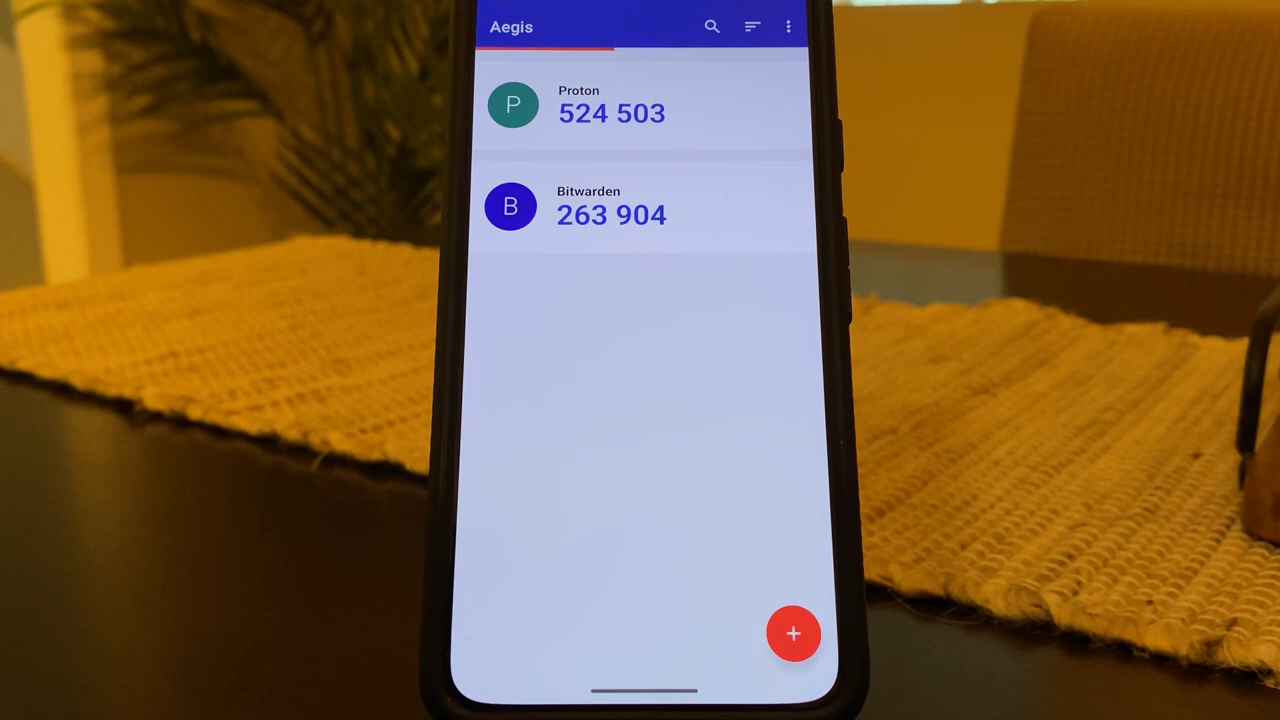 Aegis
P
Proton
524 503
B
Bitwarden
263 904
+